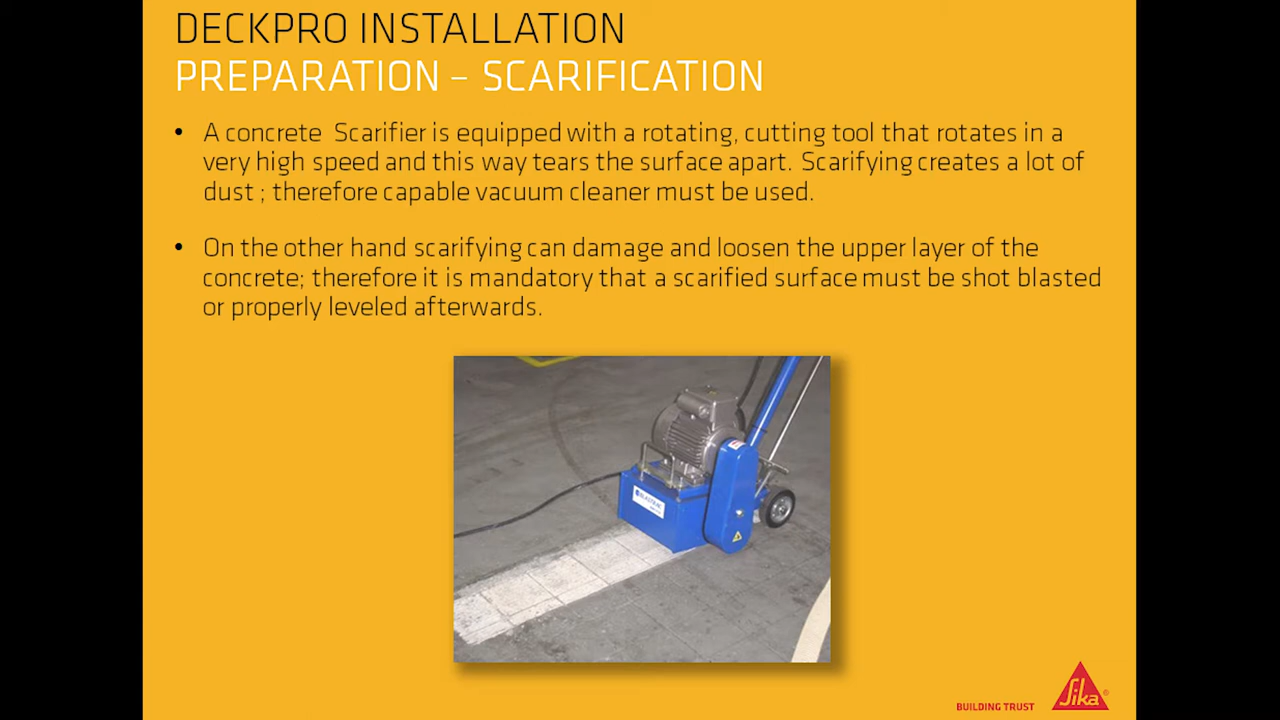 DECKPRO INSTALLATION
PREPARATION – SCARIFICATION
• A concrete Scarifier is equipped with a rotating, cutting tool that rotates in a
very high speed and this way tears the surface apart. Scarifying creates a lot of
dust ; therefore capable vacuum cleaner must be used.
• On the other hand scarifying can damage and loosen the upper layer of the
concrete; therefore it is mandatory that a scarified surface must be shot blasted
or properly leveled afterwards.
BLASTRAC
BUILDING TRUST
Sika®